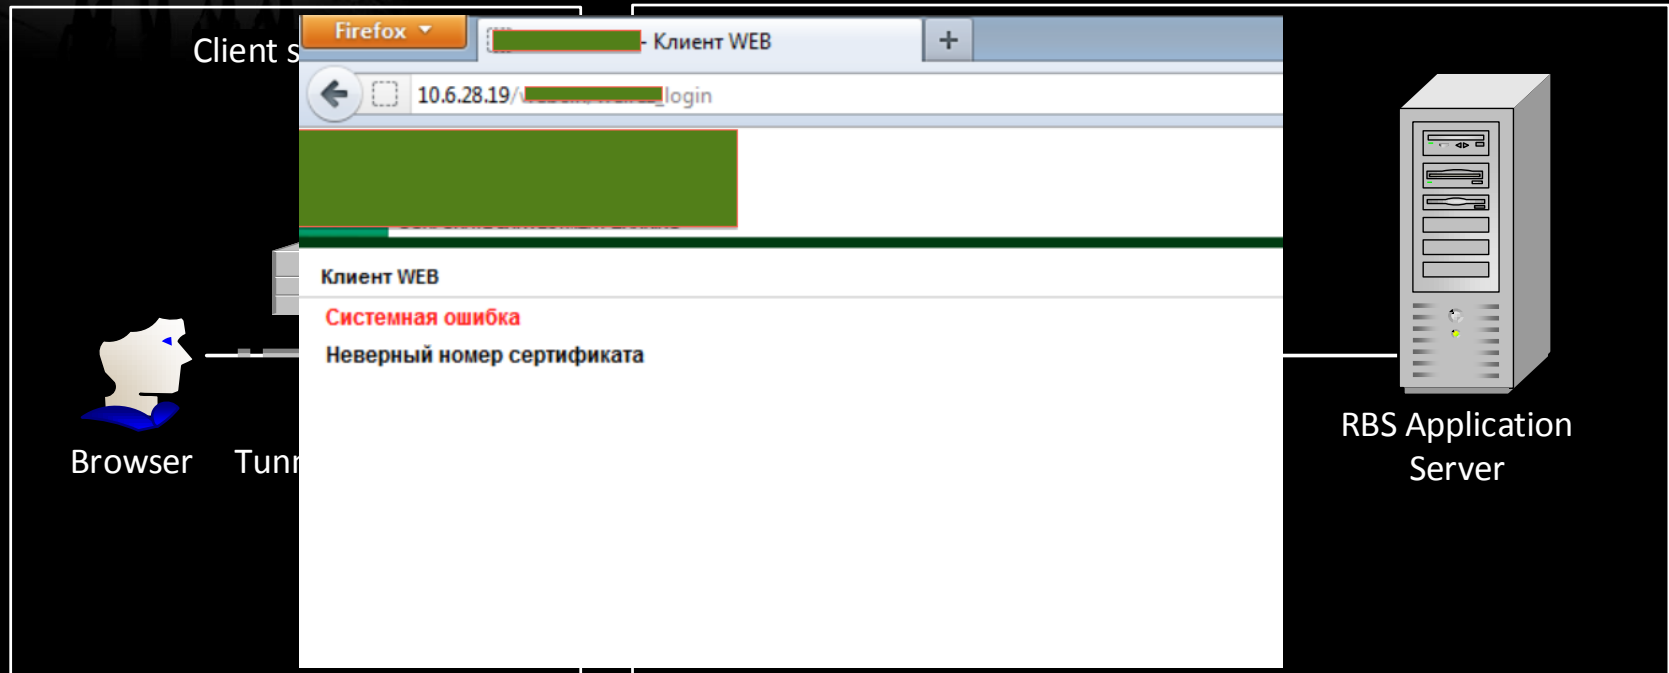 Client s
Firefox
- Клиент WEB
10.6.28.19/
login
Клиент WEB
Системная ошибка
Неверный номер сертификата
Browser
Tunn
RBS Application
Server